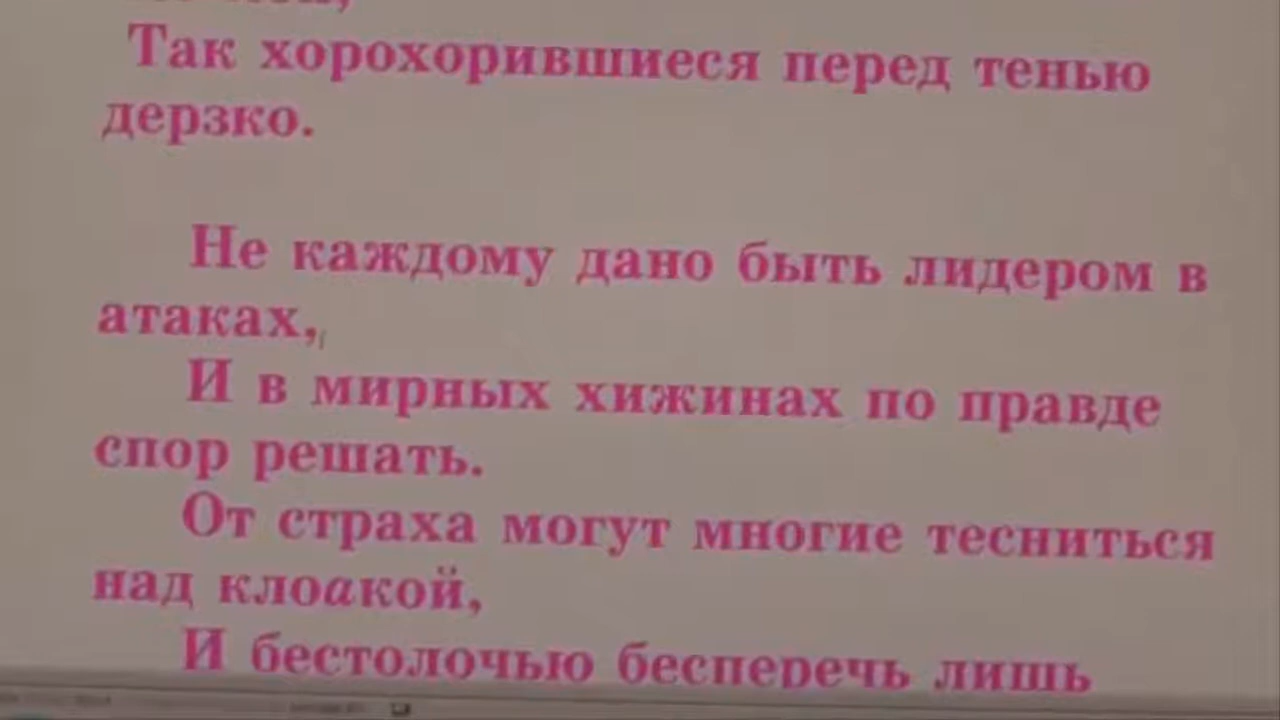 Так хорохорившиеся перед тенью
дерзко.
Не каждому дано быть лидером в
атаках,
И в мирных хижинах по правде
спор решать.
От страха могут многие тесниться
над клоакой,
И бестолочью бесперечь лишь